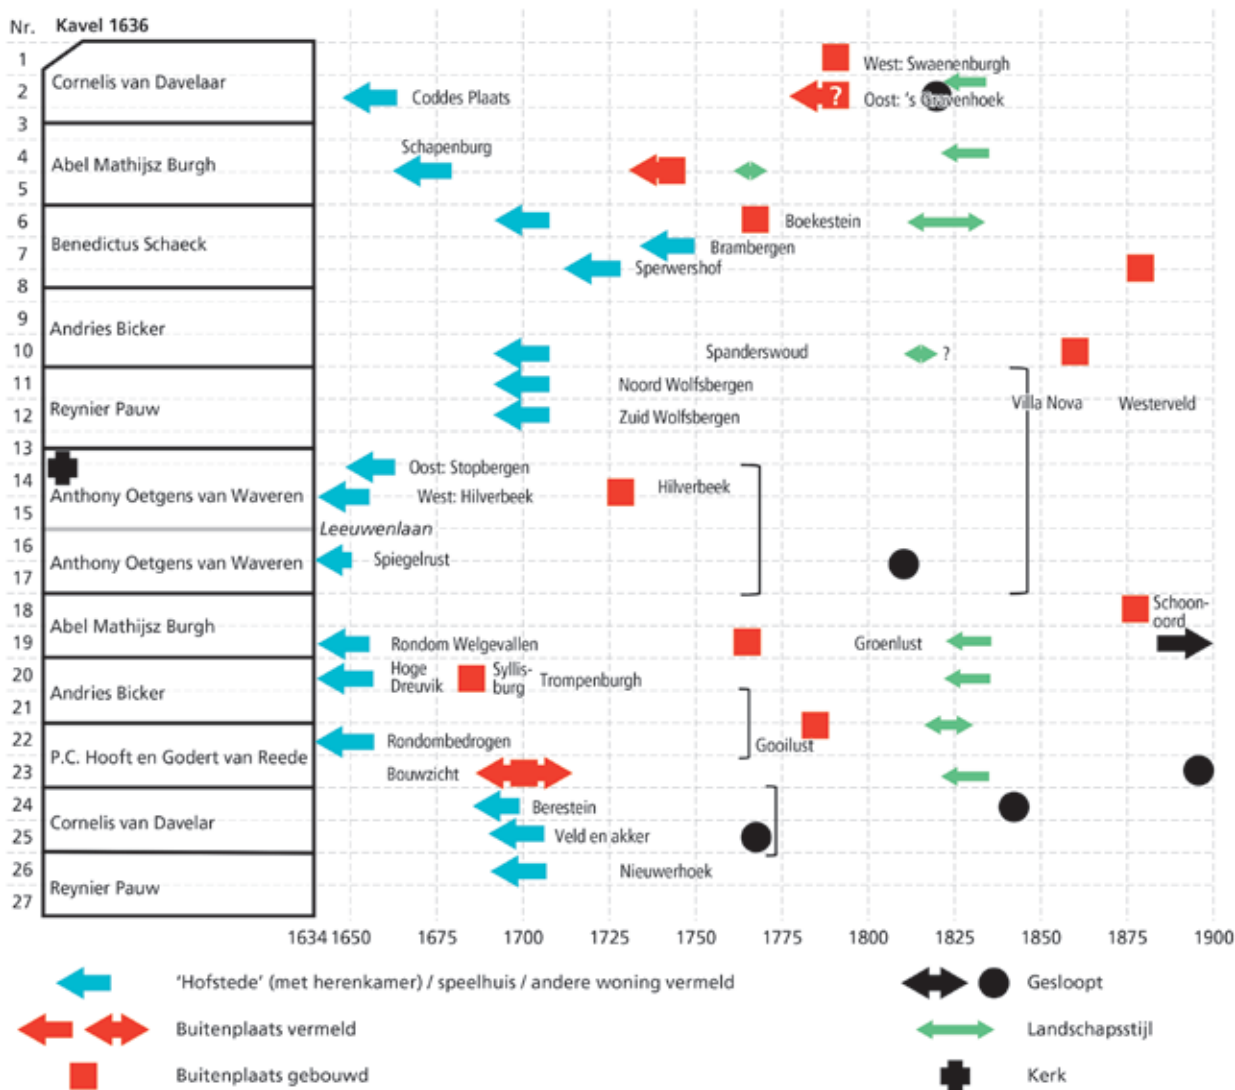 Nr. Kavel 1636
1
Cornelis van Davelaar
West: Swaenenburgh
2
Coddes Plaats
?
Oost: 's Gravenhoek
3
4
Abel Mathijsz Burgh
Schapenburg
5
6
Benedictus Schaeck
Boekestein
7
Brambergen
Sperwershof
8
9
Andries Bicker
10
Spanderswoud
?
11
Noord Wolfsbergen
Reynier Pauw
Villa Nova
Westerveld
12
Zuid Wolfsbergen
13
Oost: Stopbergen
14
Anthony Oetgens van Waveren
West: Hilverbeek
Hilverbeek
15
Leeuwenlaan
16
Anthony Oetgens van Waveren
Spiegelrust
17
18
Abel Mathijsz Burgh
Schoon-
oord
19
Rondom Welgevallen
Groenlust
20
Andries Bicker
Hoge
Dreuvik
Syllis-
burg
Trompenburgh
21
22
P.C. Hooft en Godert van Reede
Rondombedrogen
Gooilust
23
Bouwzicht
24
Cornelis van Davelar
Berestein
25
Veld en akker
26
Reynier Pauw
Nieuwerhoek
27
1634 1650 1675 1700 1725 1750 1775 1800 1825 1850 1875 1900
'Hofstede' (met herenkamer) / speelhuis / andere woning vermeld
Gesloopt
Buitenplaats vermeld
Landschapsstijl
Buitenplaats gebouwd
Kerk